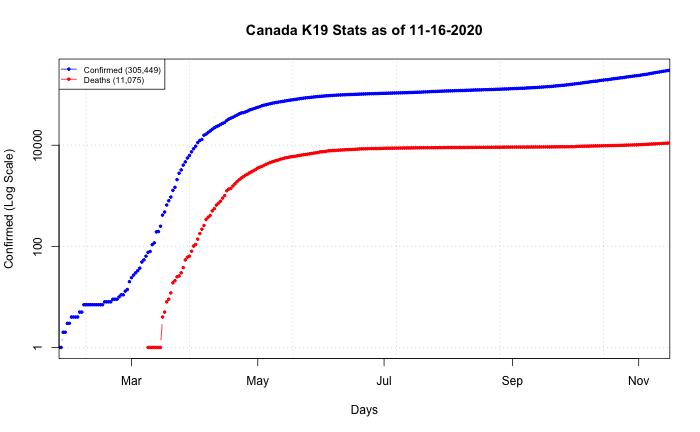 Canada K19 Stats as of 11-16-2020
Confirmed (305,449)
Deaths (11,075)
Confirmed (Log Scale)
10000
100
1
Mar May Jul Sep Nov
Days